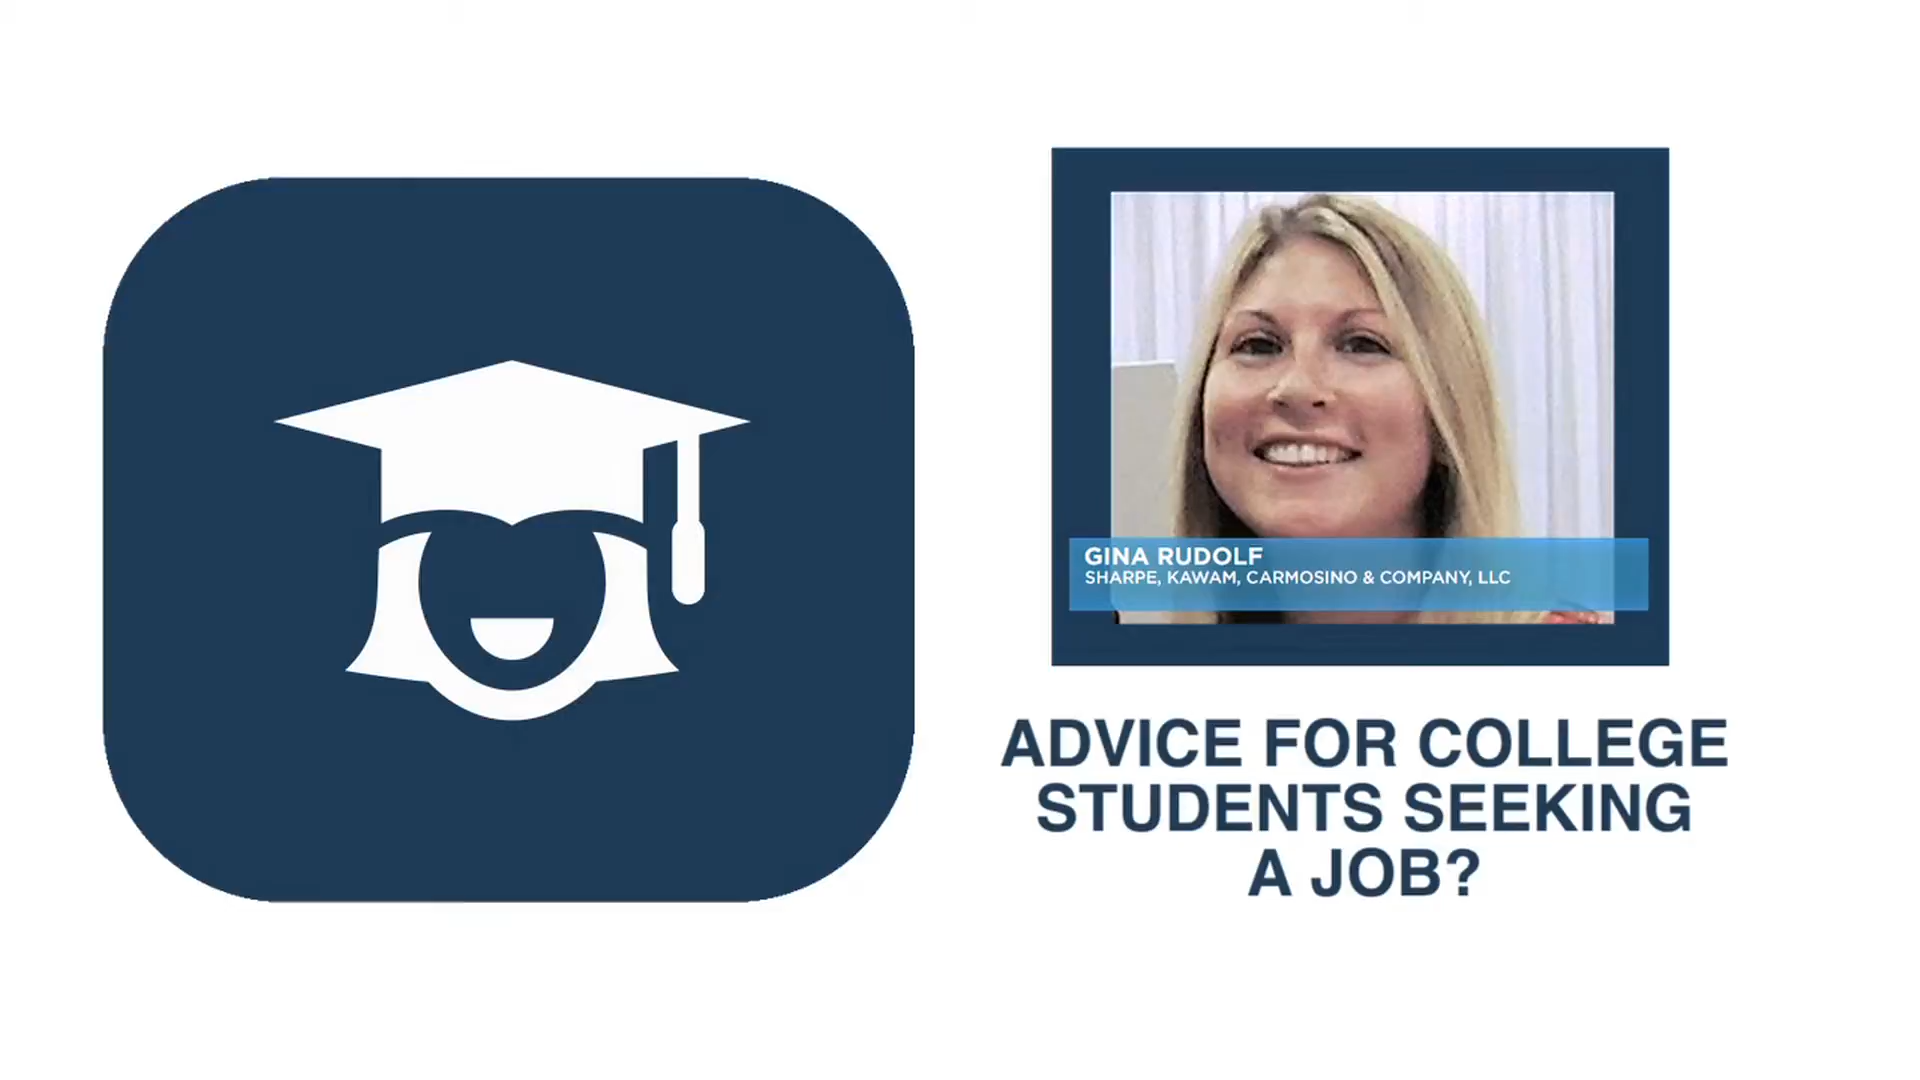 GINA RUDOLF
SHARPE, KAWAM, CARMOSINO & COMPANY, LLC
ADVICE FOR COLLEGE
STUDENTS SEEKING
A JOB?